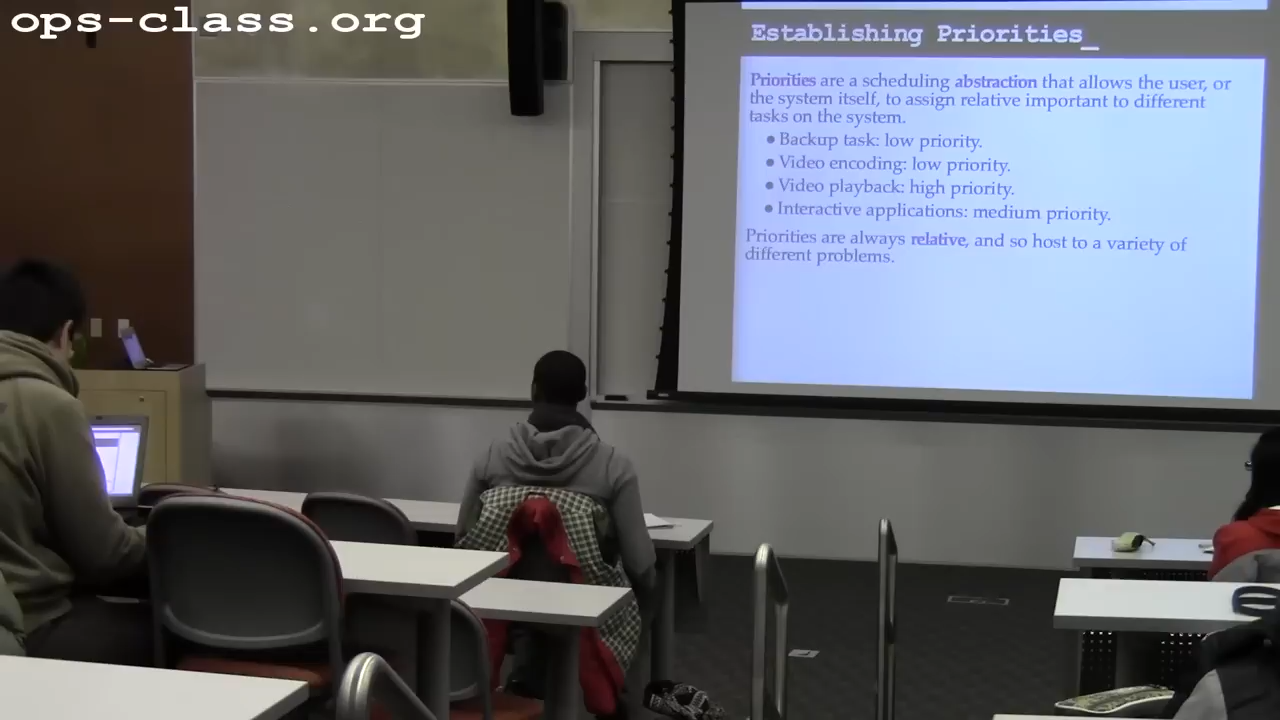 ops-class.org
Establishing Priorities_
Priorities are a scheduling abstraction that allows the user, or
the system itself, to assign relative important to different
tasks on the system.
• Backup task: low priority.
• Video encoding: low priority.
• Video playback: high priority.
• Interactive applications: medium priority.
Priorities are always relative, and so host to a variety of
different problems.